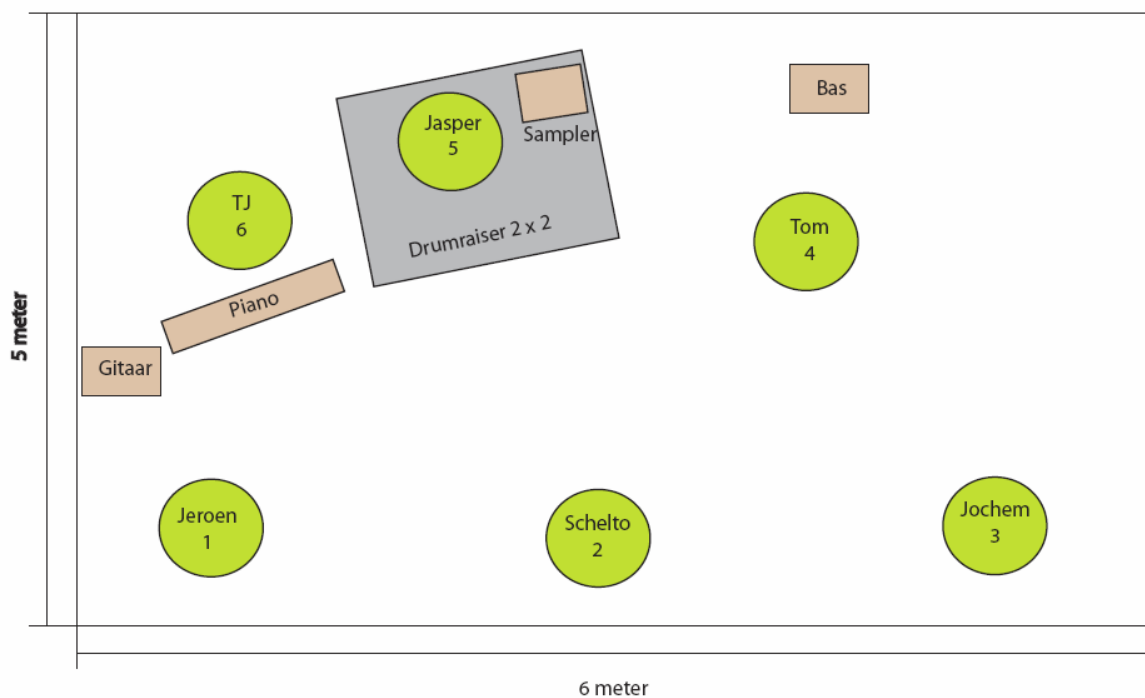 Bas
Jasper
5
Sampler
TJ
6
Drumraiser 2 x 2
Tom
4
Piano
5 meter
Gitaar
Jeroen
1
Schelto
2
Jochem
3
6 meter